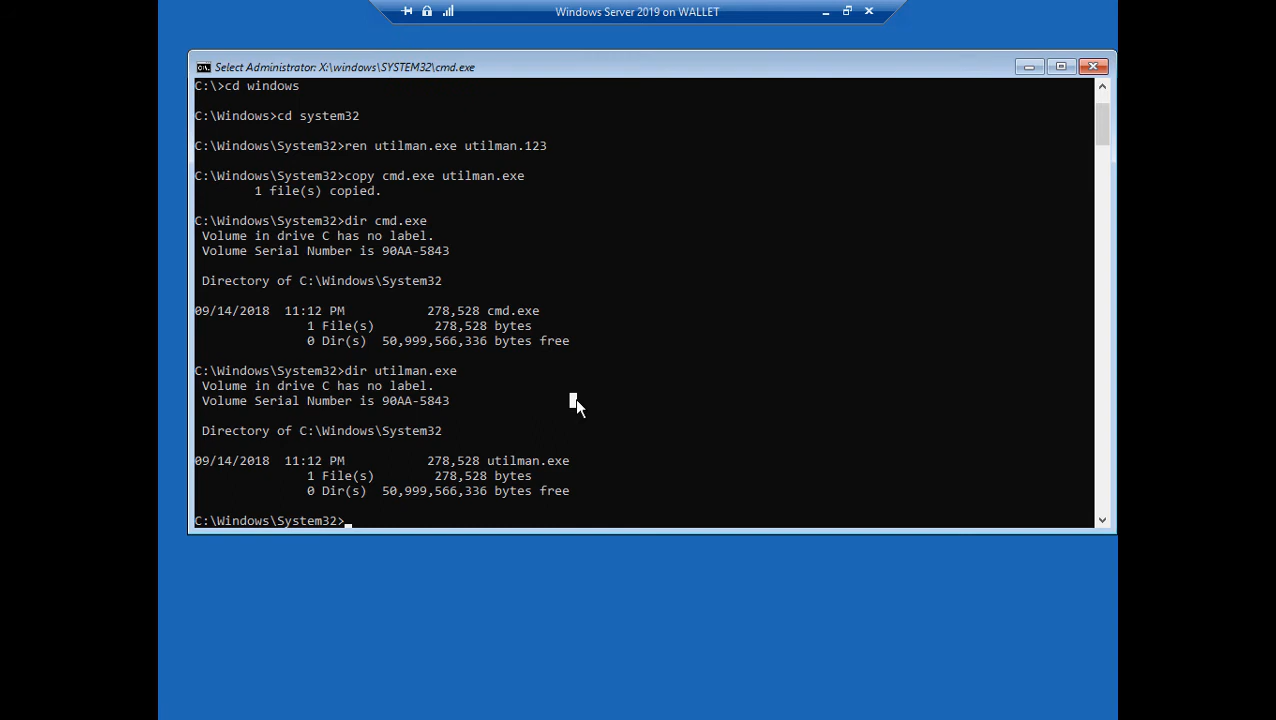 Windows Server 2019 on WALLET
Select Administrator: X:\windows\SYSTEM32\cmd.exe
C:\>cd windows
C:\Windows>cd system32
C:\Windows\System32>ren utilman.exe utilman.123
C:\Windows\System32>copy cmd.exe utilman.exe
1 file(s) copied.
C:\Windows\System32>dir cmd.exe
Volume in drive C has no label.
Volume Serial Number is 90AA-5843
Directory of C:\Windows\System32
09/14/2018  11:12 PM           278,528 cmd.exe
1 File(s)        278,528 bytes
0 Dir(s)  50,999,566,336 bytes free
C:\Windows\System32>dir utilman.exe
Volume in drive C has no label.
Volume Serial Number is 90AA-5843
Directory of C:\Windows\System32
09/14/2018  11:12 PM           278,528 utilman.exe
1 File(s)        278,528 bytes
0 Dir(s)  50,999,566,336 bytes free
C:\Windows\System32>